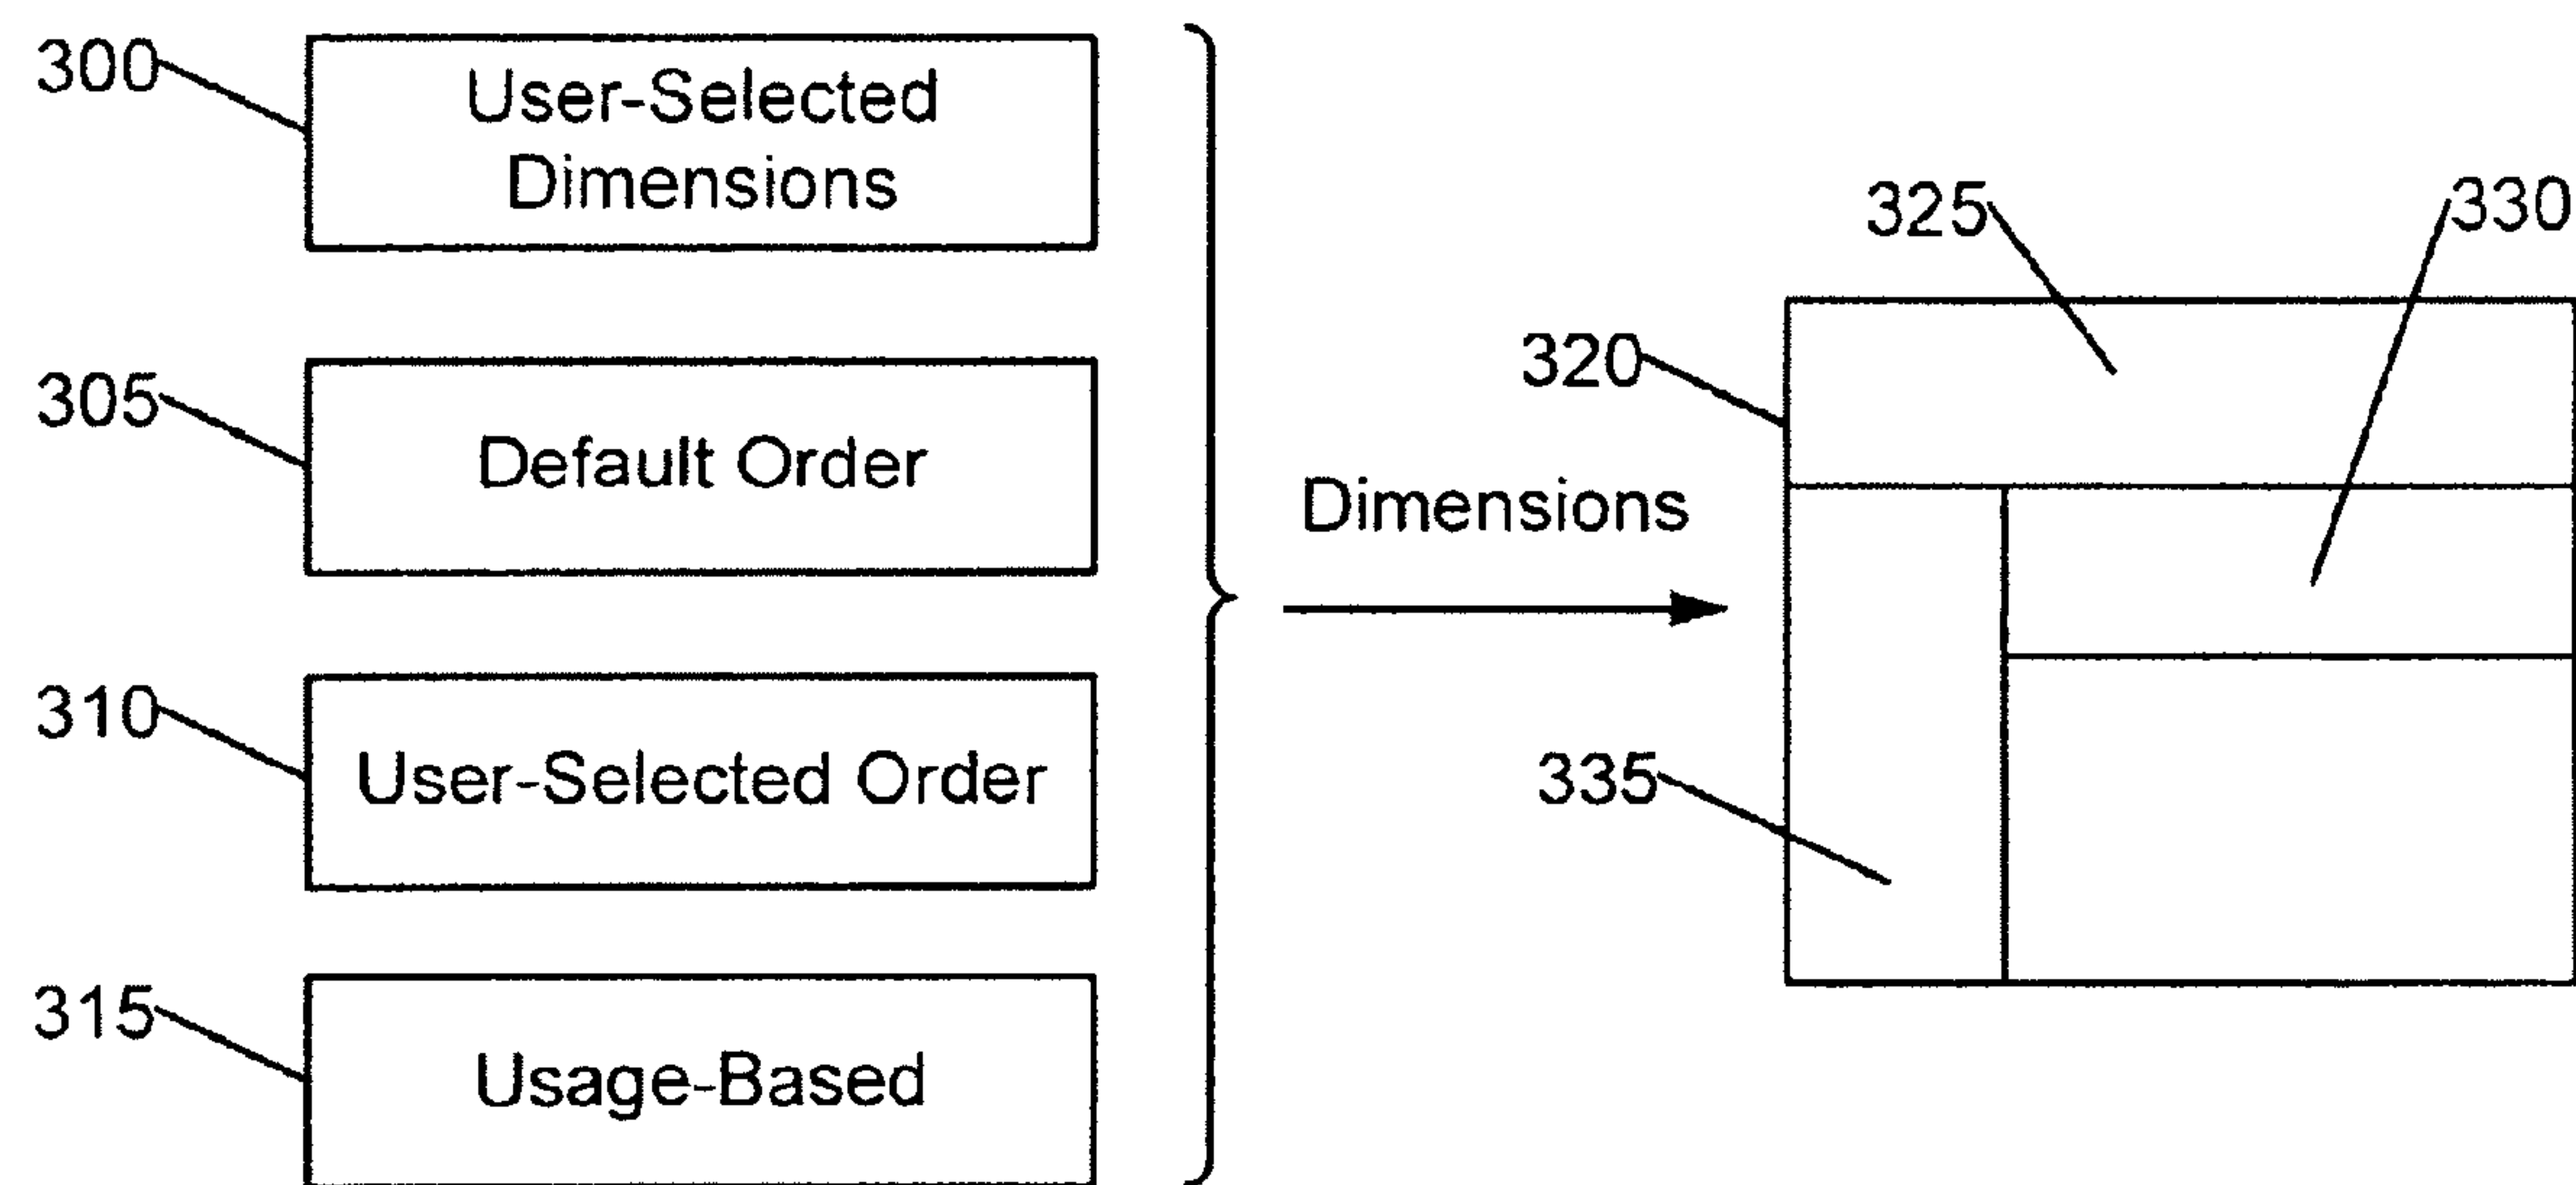 300
User-Selected
Dimensions
305
Default Order
310
User-Selected Order
315
Usage-Based
Dimensions
320
325
330
335